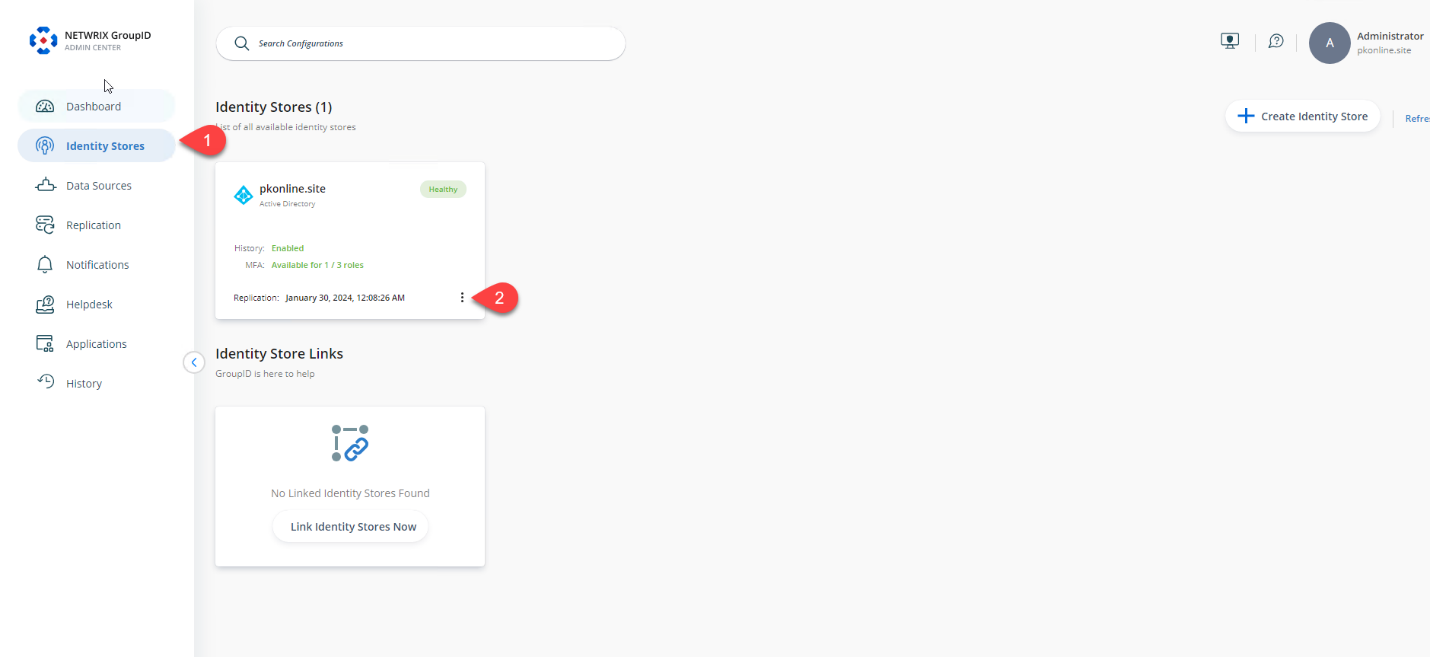 NETWRIX GroupID
ADMIN CENTER
Dashboard
Identity Stores
Data Sources
Replication
Notifications
Helpdesk
Applications
History
1
Search Configurations
A
Administrator
pkonline.site
Identity Stores (1)
List of all available identity stores
Create Identity Store
Refre
pkonline.site
Active Directory
Healthy
History: Enabled
MFA: Available for 1 / 3 roles
Replication: January 30, 2024, 12:08:26 AM
2
Identity Store Links
GroupID is here to help
No Linked Identity Stores Found
Link Identity Stores Now